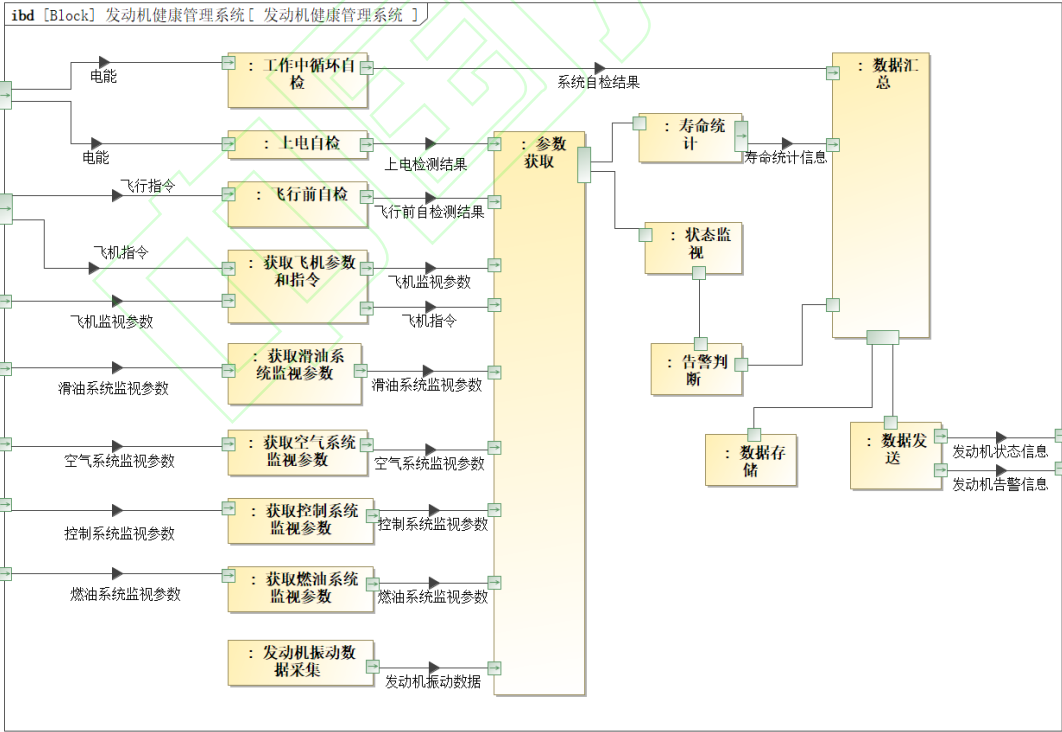 ibd [Block] 发动机健康管理系统[ 发动机健康管理系统 ]
电能
: 工作中循环自
检
系统自检结果
: 数据汇
总
电能
: 上电自检
上电检测结果
: 参数
获取
: 寿命统
计
寿命统计信息
飞行指令
: 飞行前自检
飞行前自检测结果
飞机指令
: 获取飞机参数
和指令
飞机监视参数
飞机监视参数
飞机指令
: 状态监
视
滑油系统监视参数
: 获取滑油系
统监视参数
滑油系统监视参数
: 告警判
断
空气系统监视参数
: 获取空气系统
监视参数
空气系统监视参数
: 数据存
储
: 数据发
送
发动机状态信息
发动机告警信息
控制系统监视参数
: 获取控制系统
监视参数
控制系统监视参数
燃油系统监视参数
: 获取燃油系统
监视参数
燃油系统监视参数
: 发动机振动数
据采集
发动机振动数据